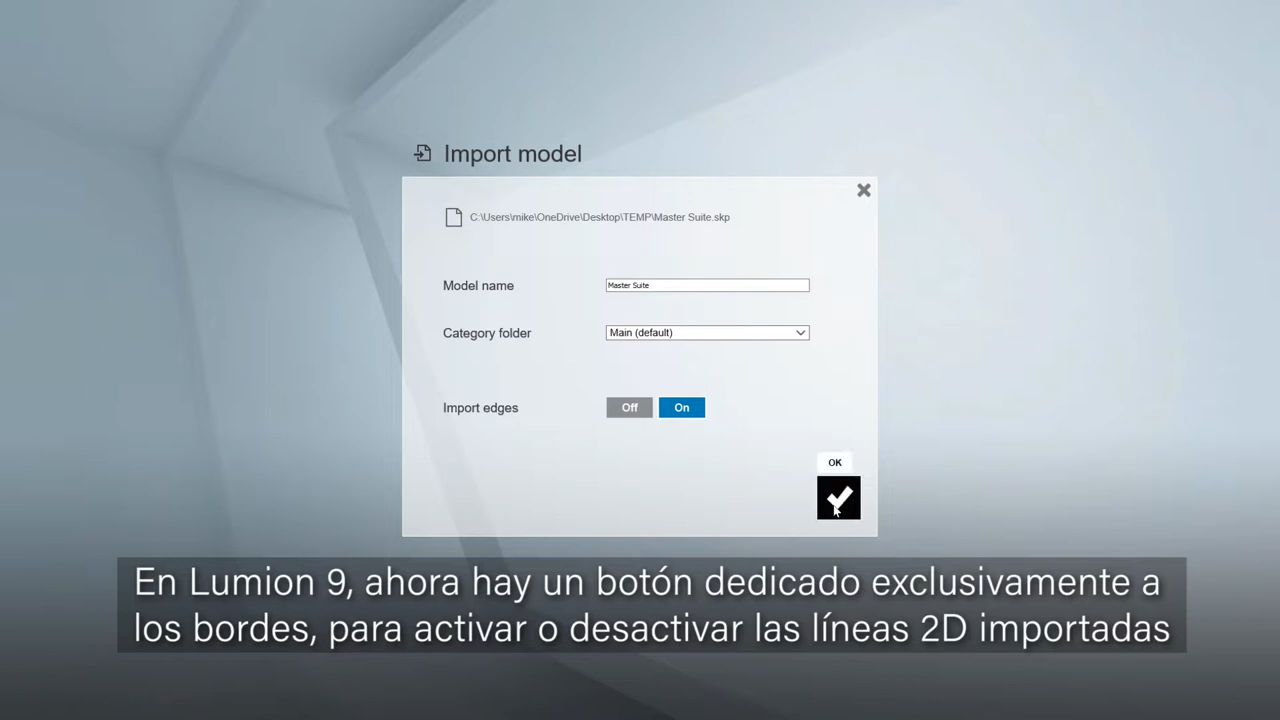 Import model
C:\Users\mike\OneDrive\Desktop\TEMP\Master Suite.skp
Model name
Master Suite
Category folder
Main (default)
Import edges
Off
On
OK
En Lumion 9, ahora hay un botón dedicado exclusivamente a
los bordes, para activar o desactivar las líneas 2D importadas